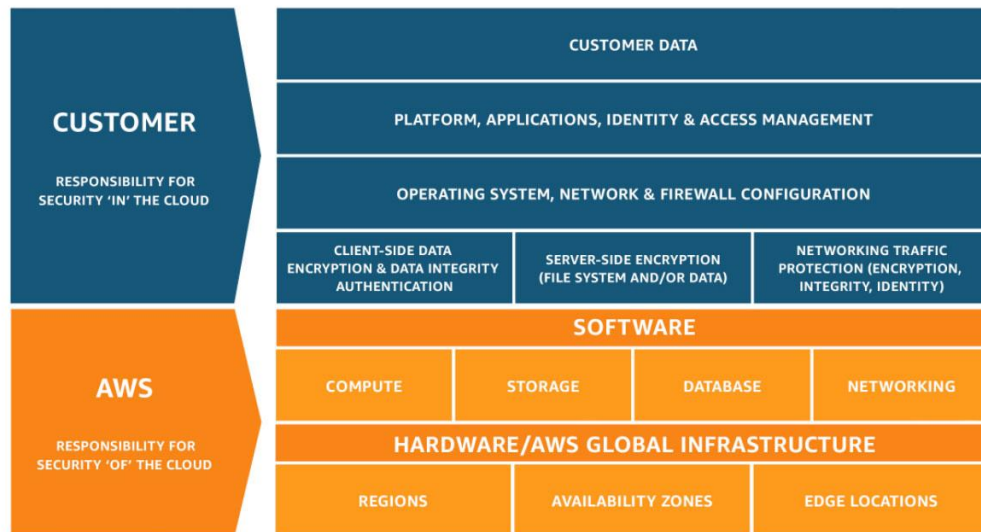 CUSTOMER
RESPONSIBILITY FOR
SECURITY ‘IN’ THE CLOUD
CUSTOMER DATA
PLATFORM, APPLICATIONS, IDENTITY & ACCESS MANAGEMENT
OPERATING SYSTEM, NETWORK & FIREWALL CONFIGURATION
CLIENT-SIDE DATA
ENCRYPTION & DATA INTEGRITY
AUTHENTICATION
SERVER-SIDE ENCRYPTION
(FILE SYSTEM AND/OR DATA)
NETWORKING TRAFFIC
PROTECTION (ENCRYPTION,
INTEGRITY, IDENTITY)
AWS
RESPONSIBILITY FOR
SECURITY ‘OF’ THE CLOUD
SOFTWARE
COMPUTE
STORAGE
DATABASE
NETWORKING
HARDWARE/AWS GLOBAL INFRASTRUCTURE
REGIONS
AVAILABILITY ZONES
EDGE LOCATIONS